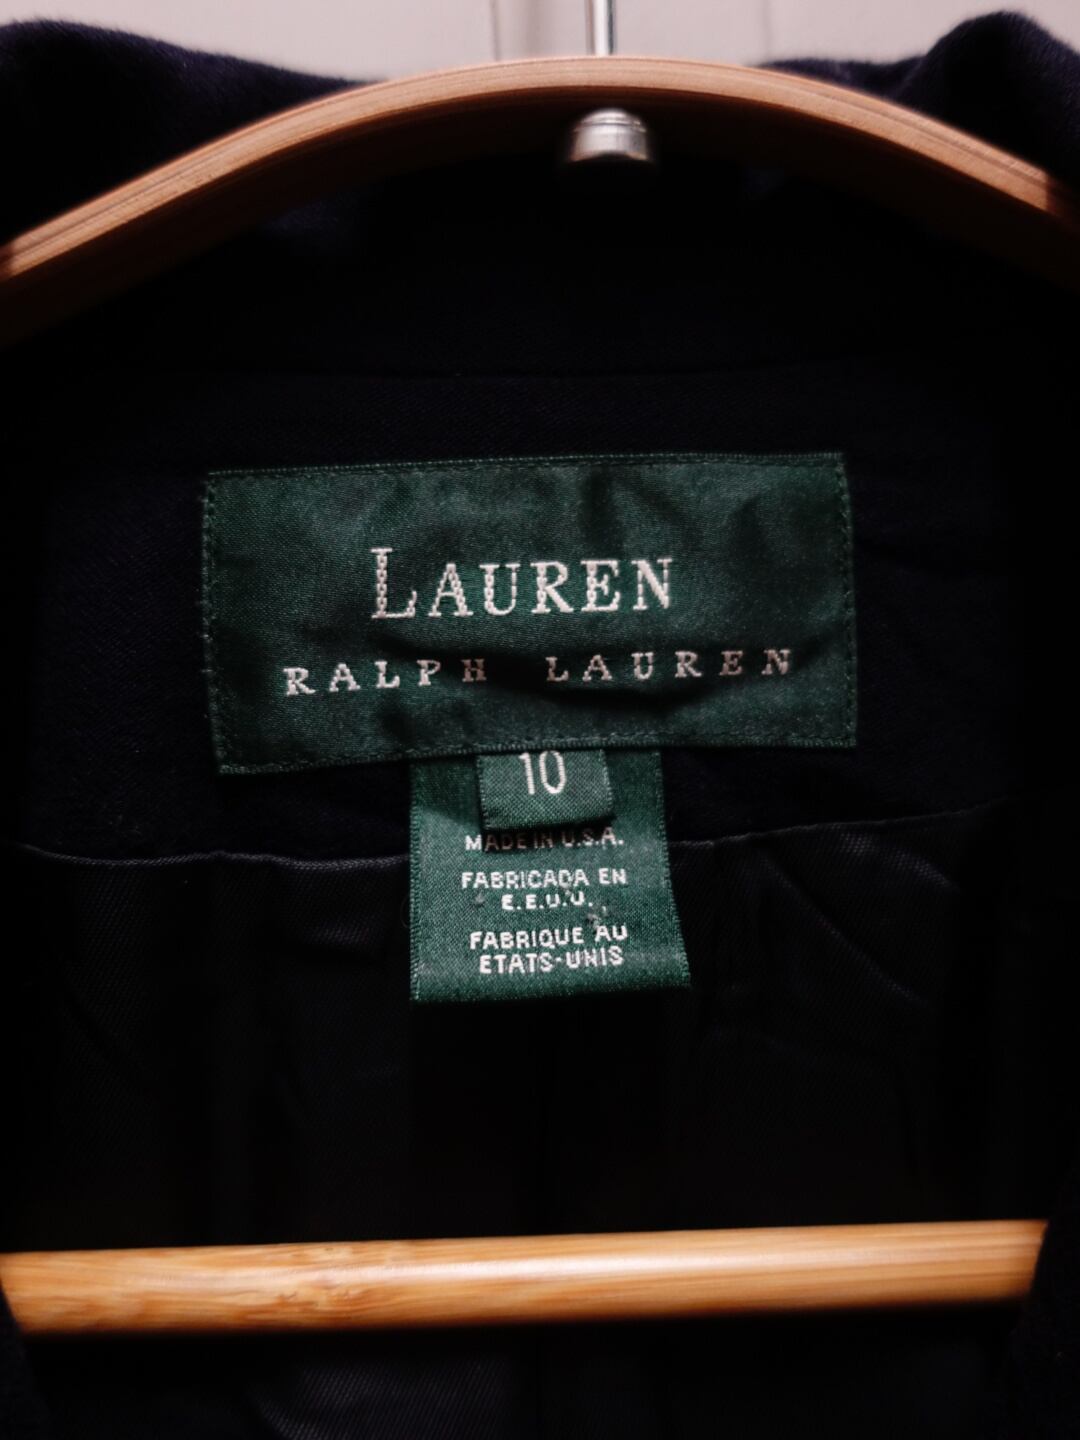 LAUREN
RALPH LAUREN
10
MADE IN U.S.A.
FABRICADA EN
E.E.U.U.
FABRIQUE AU
ETATS-UNIS